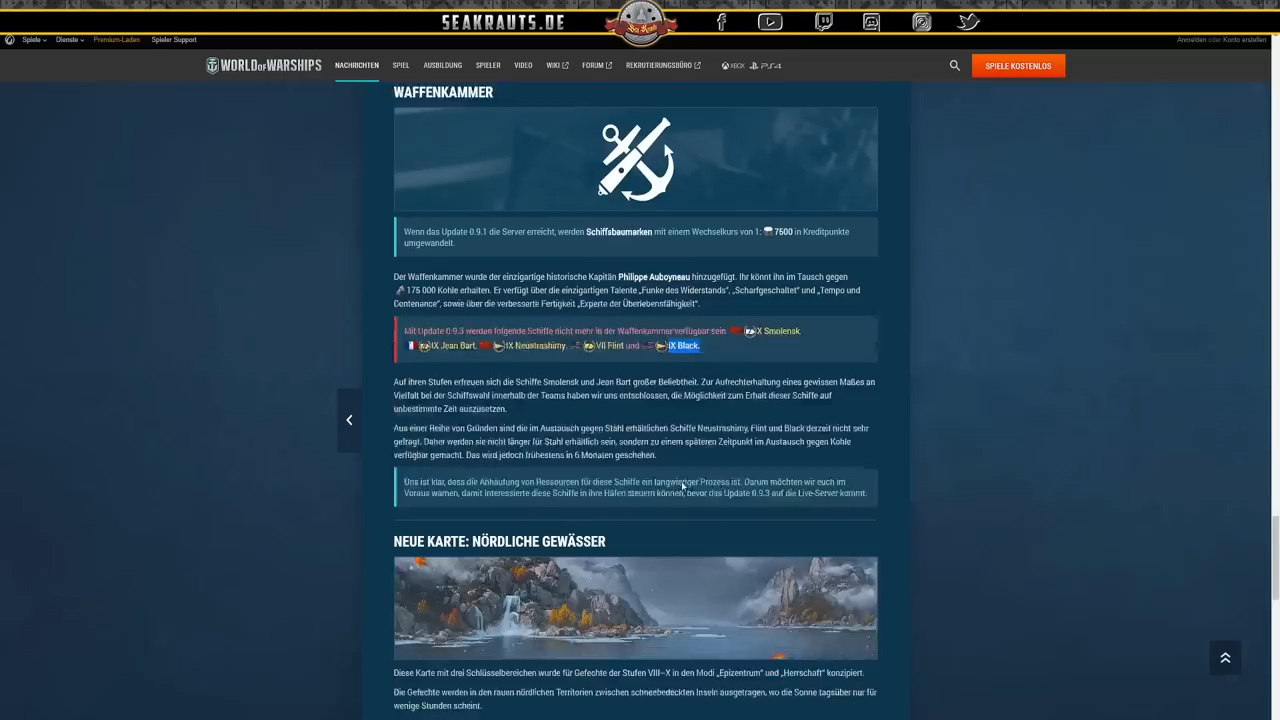 SEAKRAUTS.DE
Sea Krauts
Spiele Dienste Premium-Laden Spieler Support
Anmelden oder Konto erstellen
WORLD OF WARSHIPS
NACHRICHTEN SPIEL AUSBILDUNG SPIELER VIDEO WIKI FORUM REKRUTIERUNGSBÜRO XBOX PS4
SPIELE KOSTENLOS
WAFFENKAMMER
Wenn das Update 0.9.1 die Server erreicht, werden Schiffsbaumarken mit einem Wechselkurs von 1: 7500 in Kreditpunkte
umgewandelt.
Der Waffenkammer wurde der einzigartige historische Kapitän Philippe Auboyneau hinzugefügt. Ihr könnt ihn im Tausch gegen
175 000 Kohle erhalten. Er verfügt über die einzigartigen Talente „Funke des Widerstands“, „Scharfgeschaltet“ und „Tempo und
Contenance“, sowie über die verbesserte Fertigkeit „Experte der Überlebensfähigkeit“.
Mit Update 0.9.3 werden folgende Schiffe nicht mehr in der Waffenkammer verfügbar sein: X Smolensk,
IX Jean Bart, IX Neustrashimy, VII Flint und IX Black.
Auf ihren Stufen erfreuen sich die Schiffe Smolensk und Jean Bart großer Beliebtheit. Zur Aufrechterhaltung eines gewissen Maßes an
Vielfalt bei der Schiffswahl innerhalb der Teams haben wir uns entschlossen, die Möglichkeit zum Erhalt dieser Schiffe auf
unbestimmte Zeit auszusetzen.
Aus einer Reihe von Gründen sind die im Austausch gegen Stahl erhältlichen Schiffe Neustrashimy, Flint und Black derzeit nicht sehr
gefragt. Daher werden sie nicht länger für Stahl erhältlich sein, sondern zu einem späteren Zeitpunkt im Austausch gegen Kohle
verfügbar gemacht. Das wird jedoch frühestens in 6 Monaten geschehen.
Uns ist klar, dass die Anhäufung von Ressourcen für diese Schiffe ein langwieriger Prozess ist. Darum möchten wir euch im
Voraus warnen, damit Interessierte diese Schiffe in ihre Häfen steuern können, bevor das Update 0.9.3 auf die Live-Server kommt.
NEUE KARTE: NÖRDLICHE GEWÄSSER
Diese Karte mit drei Schlüsselbereichen wurde für Gefechte der Stufen VIII–X in den Modi „Epizentrum“ und „Herrschaft“ konzipiert.
Die Gefechte werden in den rauen nördlichen Territorien zwischen schneebedeckten Inseln ausgetragen, wo die Sonne tagsüber nur für
wenige Stunden scheint.